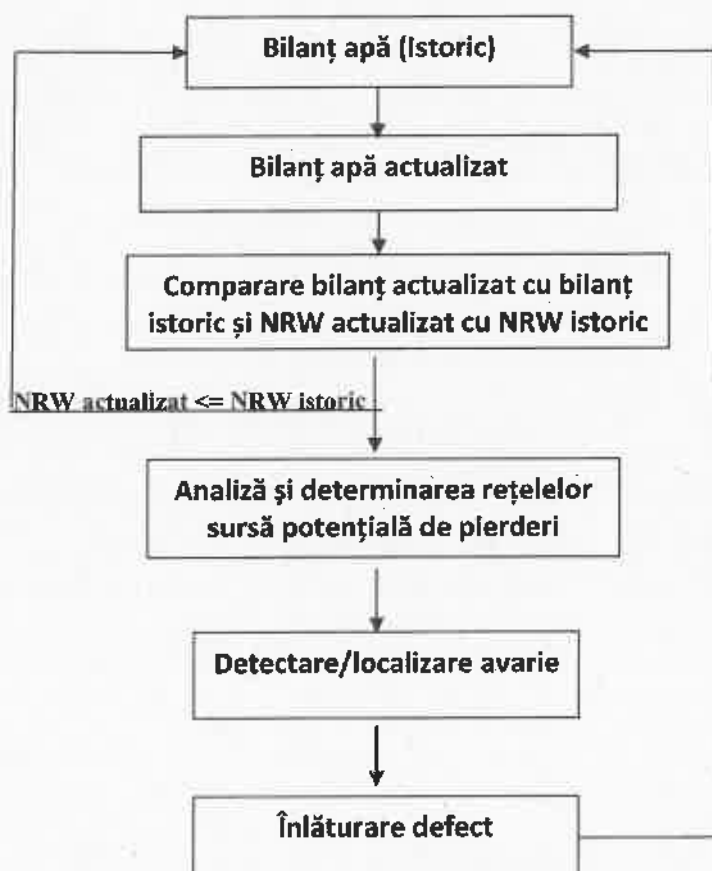 Bilanț apă (Istoric)
Bilanț apă actualizat
Comparare bilanț actualizat cu bilanț
istoric și NRW actualizat cu NRW istoric
NRW actualizat <= NRW istoric
Analiză și determinarea rețelelor
sursă potențială de pierderi
Detectare/localizare avarie
Înlăturare defect